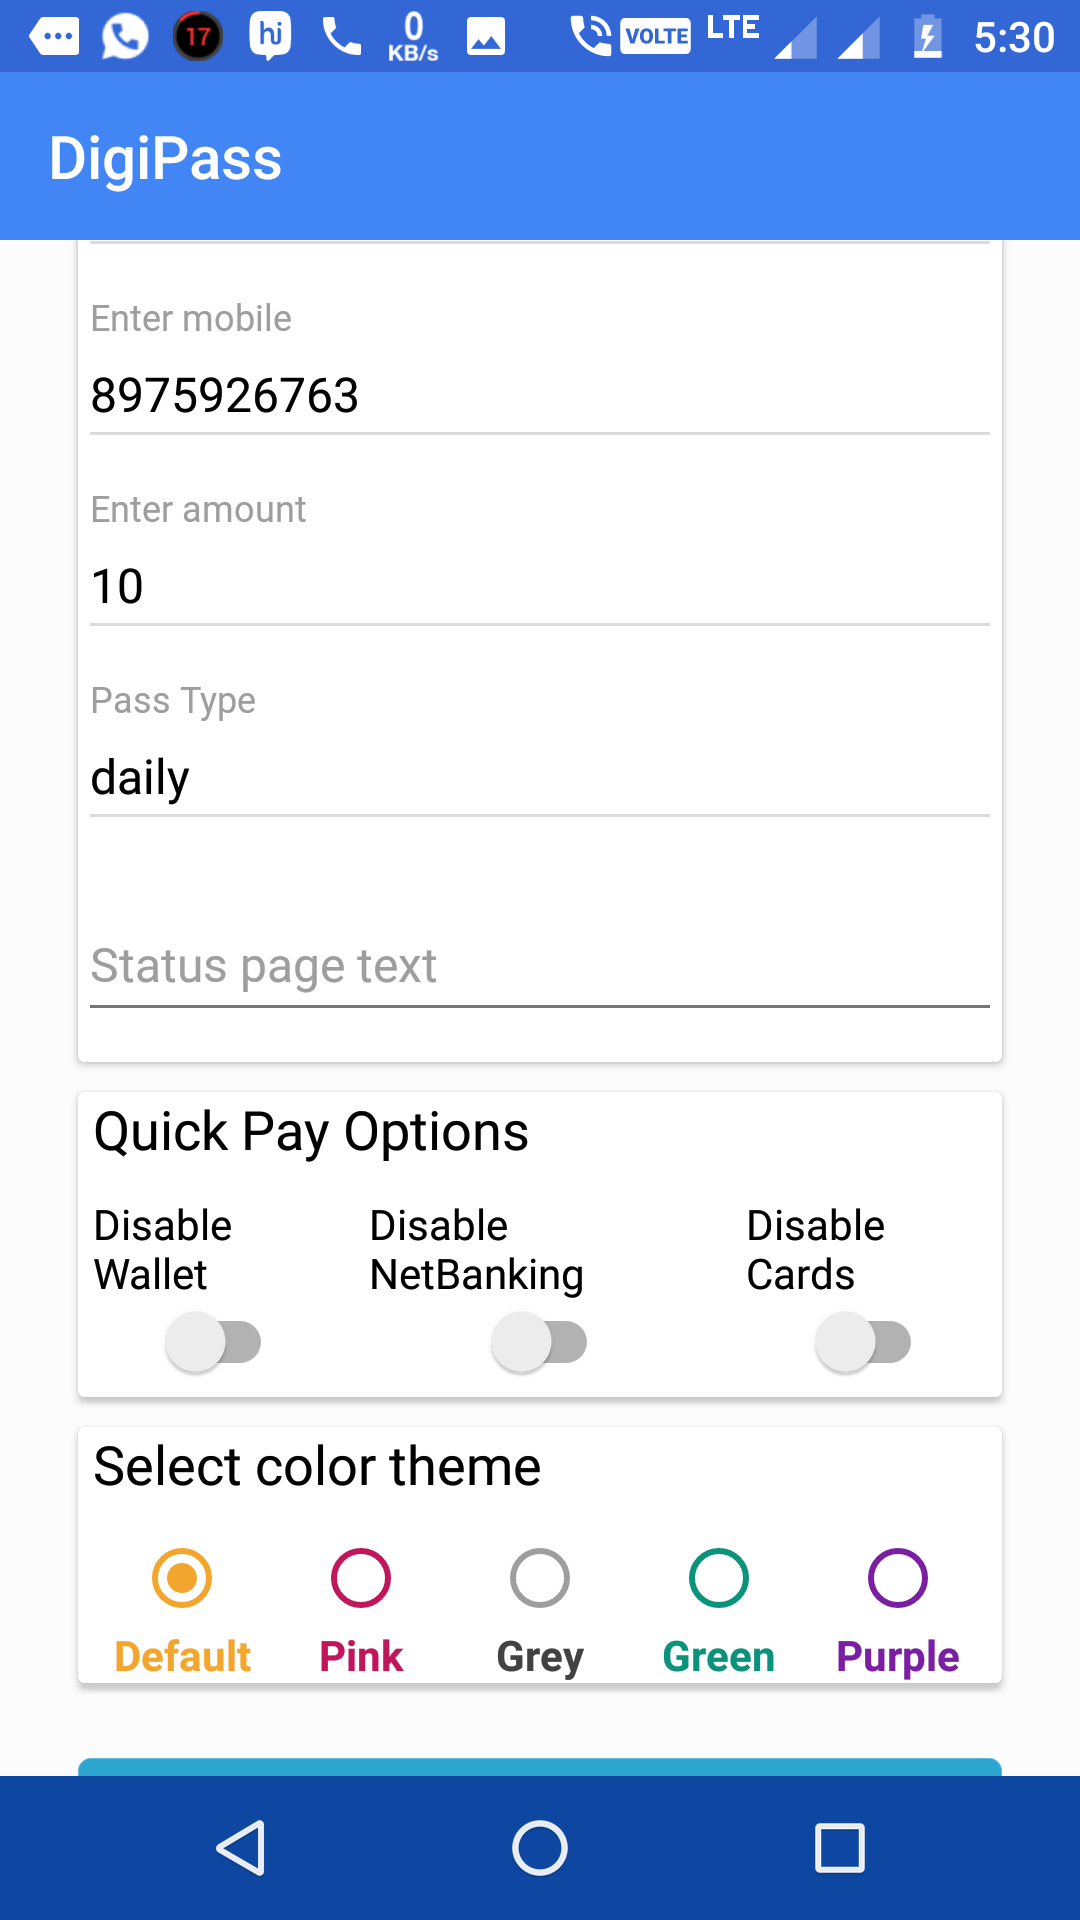 17 hi 0 KB/s VOLTE LTE 5:30
DigiPass
Enter mobile
8975926763
Enter amount
10
Pass Type
daily
Status page text
Quick Pay Options
Disable Wallet
Disable NetBanking
Disable Cards
Select color theme
Default Pink Grey Green Purple